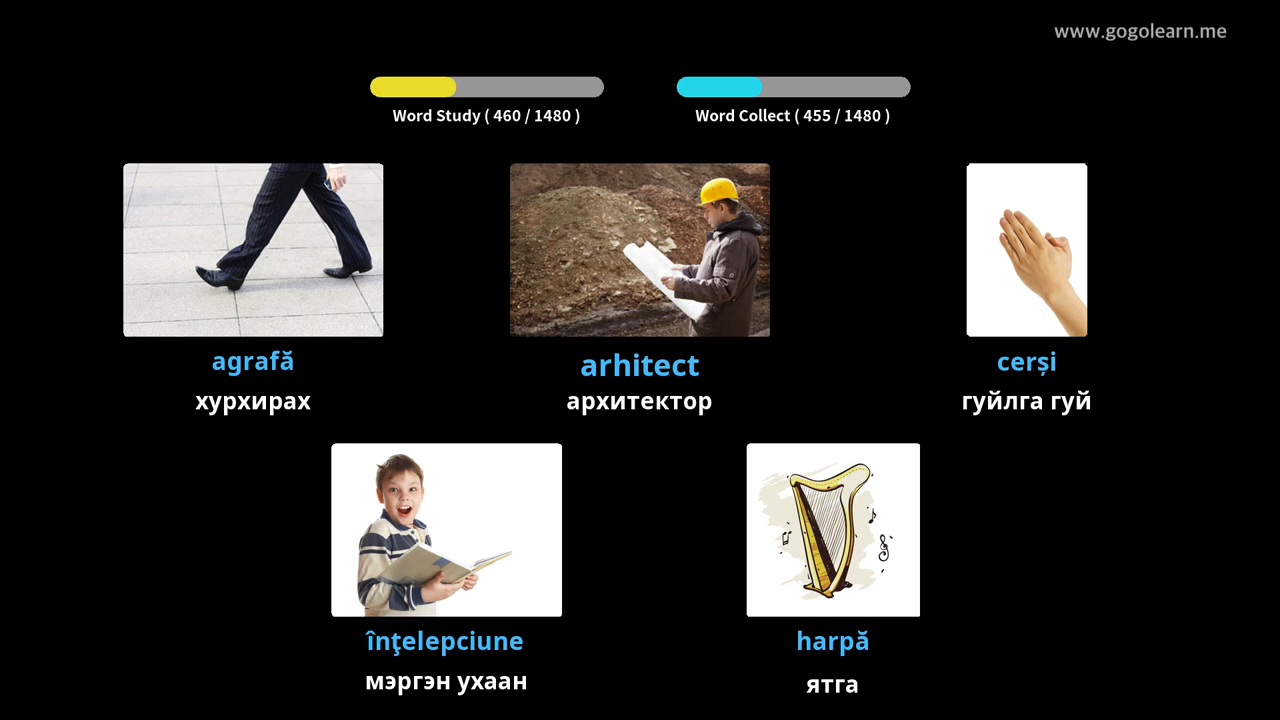 www.gogolearn.me
Word Study ( 460 / 1480 )
Word Collect ( 455 / 1480 )
agrafă
хурхирах
arhitect
архитектор
cerși
гуйлга гуй
înţelepciune
мэргэн ухаан
harpă
ятга